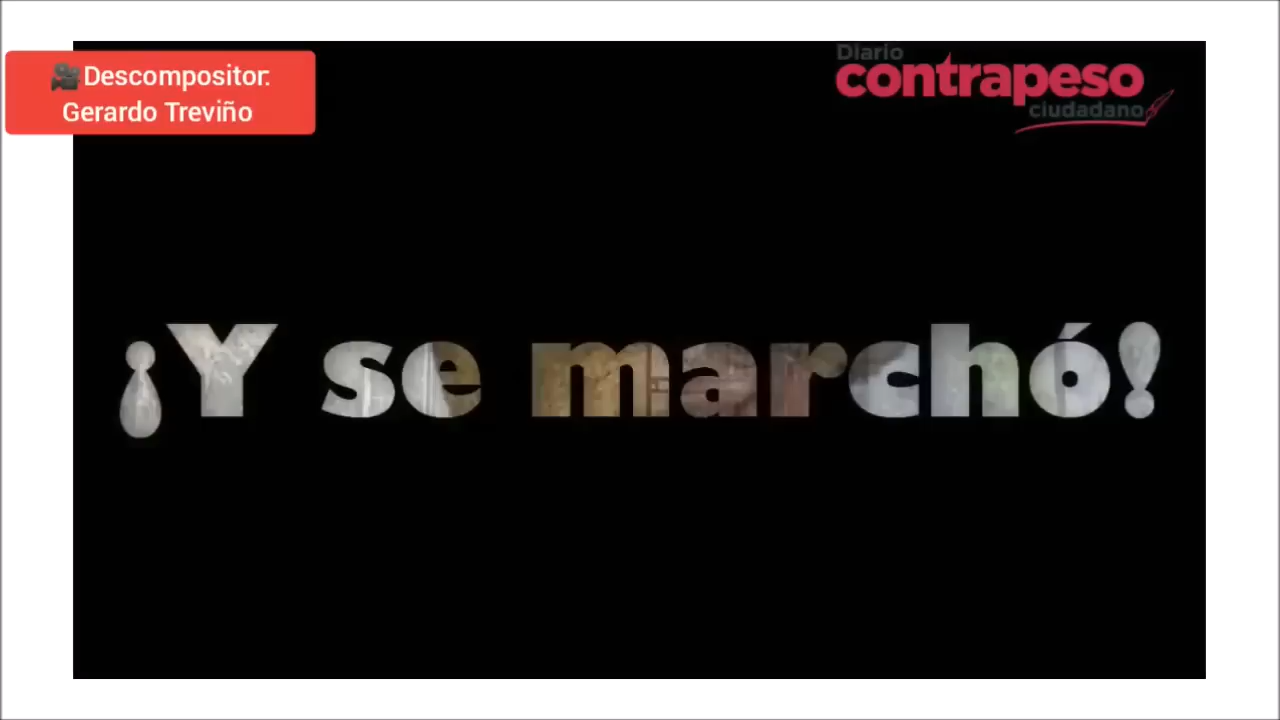 🎥Descompositor:
Gerardo Treviño
Diario
contrapeso
ciudadano
¡Y se marchó!